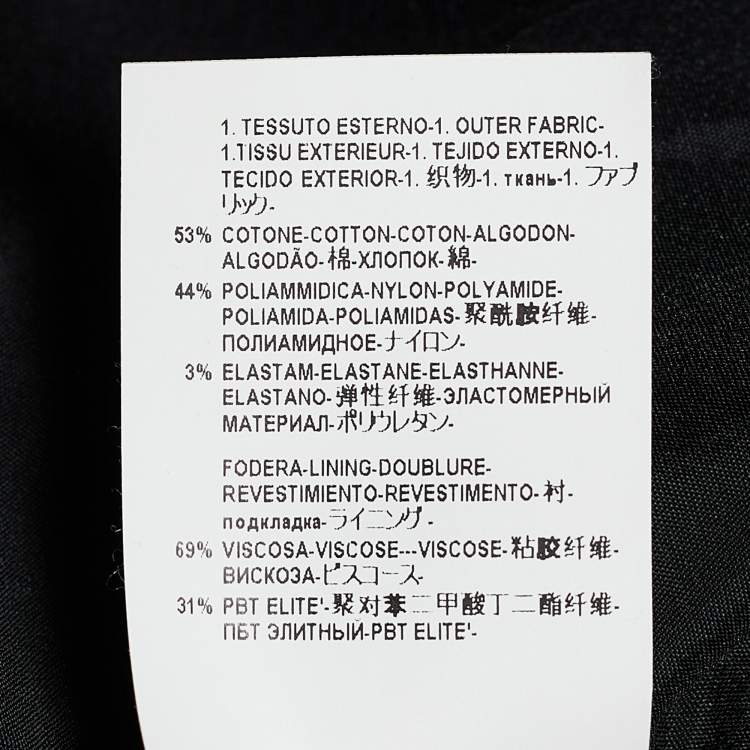 1. TESSUTO ESTERNO-1. OUTER FABRIC-
1.TISSU EXTERIEUR-1. TEJIDO EXTERNO-1.
TECIDO EXTERIOR-1. 织物-1. ткань-1. ファブ
リック-
53% COTONE-COTTON-COTON-ALGODON-
ALGODÃO-棉-ХЛОПОК-綿-
44% POLIAMMIDICA-NYLON-POLYAMIDE-
POLIAMIDA-POLIAMIDAS-聚酰胺纤维-
ПОЛИАМИДНОЕ-ナイロン-
3% ELASTAM-ELASTANE-ELASTHANNE-
ELASTANO-弹性纤维-ЭЛАСТОМЕРНЫЙ
МАТЕРИАЛ-ポリウレタン-
FODERA-LINING-DOUBLURE-
REVESTIMIENTO-REVESTIMENTO-衬-
подкладка-ライニング-
69% VISCOSA-VISCOSE---VISCOSE-粘胶纤维-
ВИСКОЗА-ビスコース-
31% PBT ELITE'-聚对苯二甲酸丁二酯纤维-
ПБТ ЭЛИТНЫЙ-PBT ELITE'-